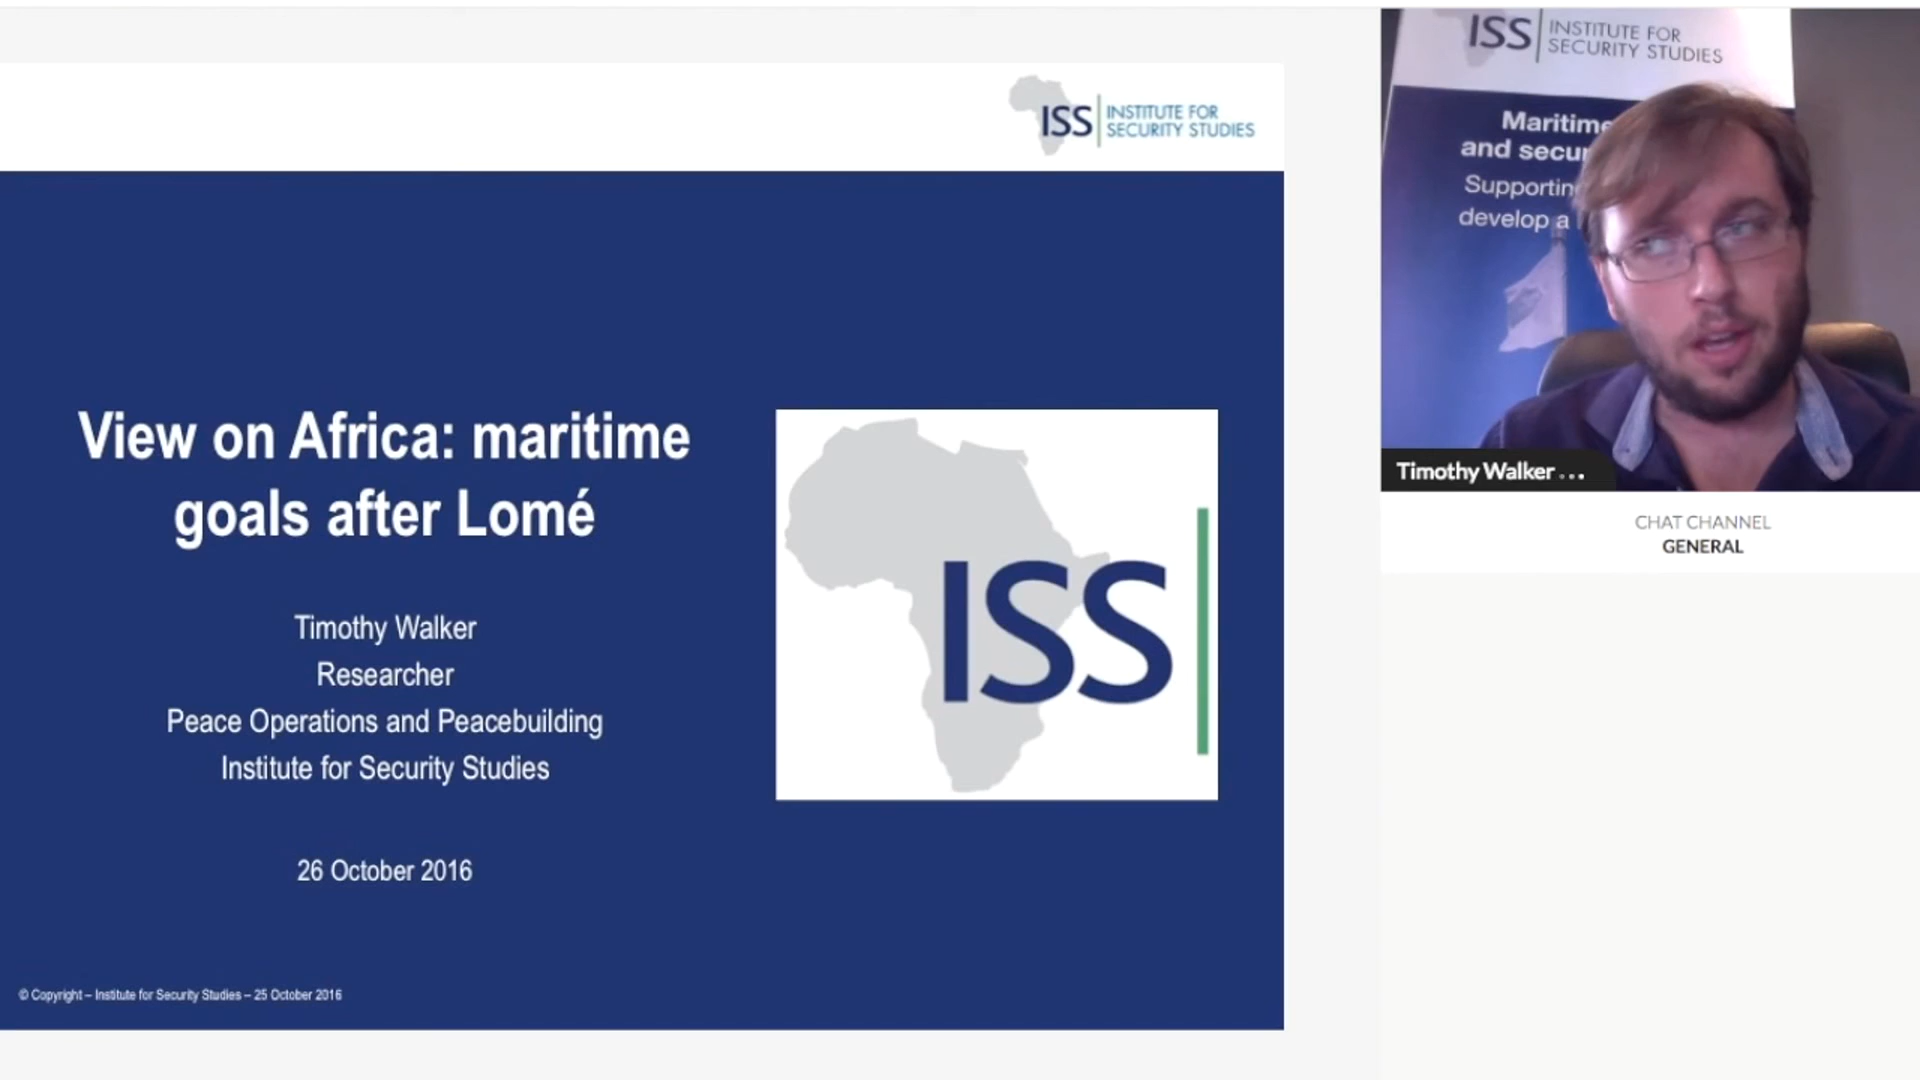 ISS INSTITUTE FOR
SECURITY STUDIES
View on Africa: maritime
goals after Lomé
Timothy Walker
Researcher
Peace Operations and Peacebuilding
Institute for Security Studies
26 October 2016
© Copyright – Institute for Security Studies – 25 October 2016
ISS
ISS INSTITUTE FOR
SECURITY STUDIES
Maritime
and secu
Supportin
develop a
Timothy Walker ...
CHAT CHANNEL
GENERAL